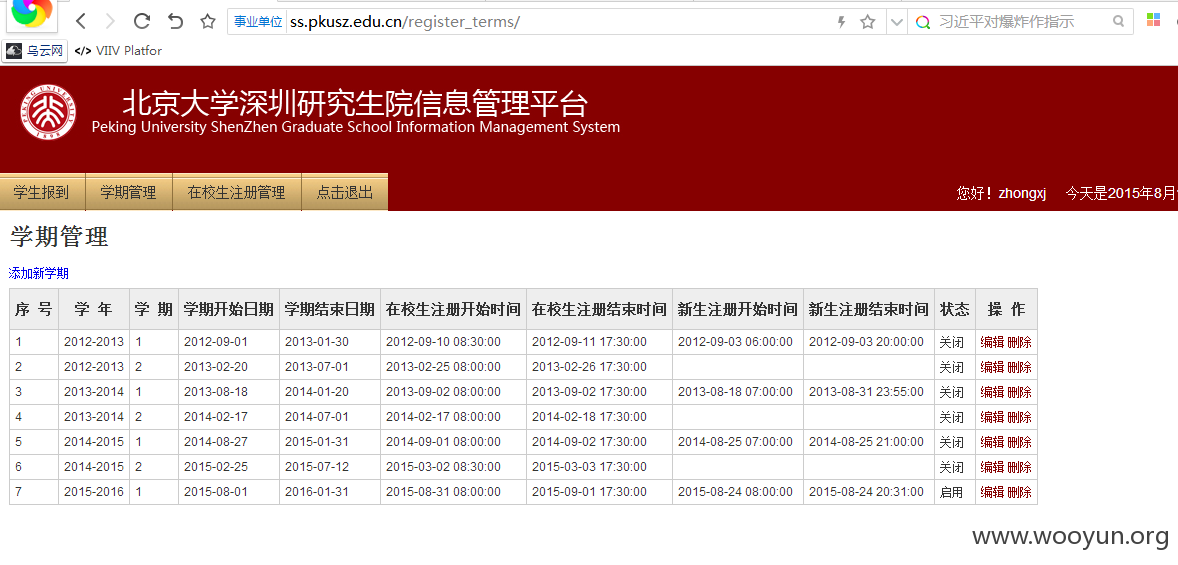 事业单位 ss.pkusz.edu.cn/register_terms/ 习近平对爆炸作指示
乌云网 </> VIIV Platfor
北京大学深圳研究生院信息管理平台
Peking University ShenZhen Graduate School Information Management System
PEKING UNIVERSITY 1898
学生报到 学期管理 在校生注册管理 点击退出 您好！zhongxj 今天是2015年8月
学期管理
添加新学期
序 号 学 年 学 期 学期开始日期 学期结束日期 在校生注册开始时间 在校生注册结束时间 新生注册开始时间 新生注册结束时间 状态 操 作
1 2012-2013 1 2012-09-01 2013-01-30 2012-09-10 08:30:00 2012-09-11 17:30:00 2012-09-03 06:00:00 2012-09-03 20:00:00 关闭 编辑 删除
2 2012-2013 2 2013-02-20 2013-07-01 2013-02-25 08:00:00 2013-02-26 17:30:00 关闭 编辑 删除
3 2013-2014 1 2013-08-18 2014-01-20 2013-09-02 08:00:00 2013-09-02 17:30:00 2013-08-18 07:00:00 2013-08-31 23:55:00 关闭 编辑 删除
4 2013-2014 2 2014-02-17 2014-07-01 2014-02-17 08:00:00 2014-02-18 17:30:00 关闭 编辑 删除
5 2014-2015 1 2014-08-27 2015-01-31 2014-09-01 08:00:00 2014-09-02 17:30:00 2014-08-25 07:00:00 2014-08-25 21:00:00 关闭 编辑 删除
6 2014-2015 2 2015-02-25 2015-07-12 2015-03-02 08:30:00 2015-03-03 17:30:00 关闭 编辑 删除
7 2015-2016 1 2015-08-01 2016-01-31 2015-08-31 08:00:00 2015-09-01 17:30:00 2015-08-24 08:00:00 2015-08-24 20:31:00 启用 编辑 删除
www.wooyun.org